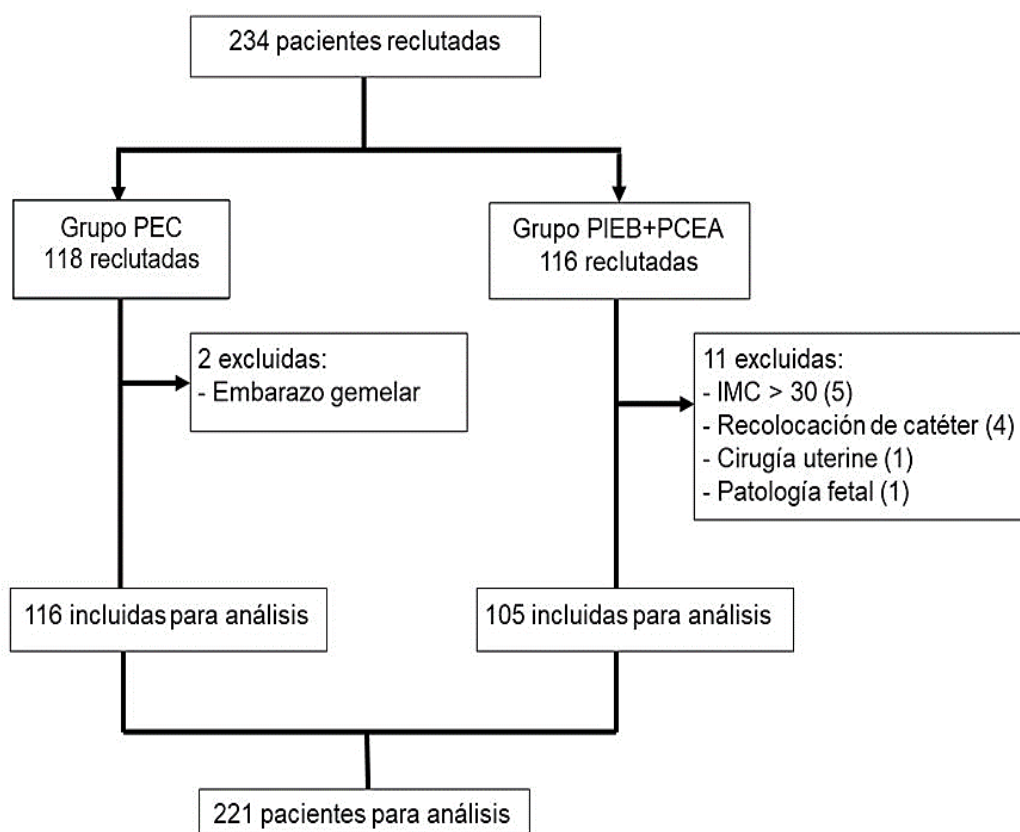 234 pacientes reclutadas
Grupo PEC
118 reclutadas
Grupo PIEB+PCEA
116 reclutadas
2 excluidas:
- Embarazo gemelar
11 excluidas:
- IMC > 30 (5)
- Recolocación de catéter (4)
- Cirugía uterine (1)
- Patología fetal (1)
116 incluidas para análisis
105 incluidas para análisis
221 pacientes para análisis